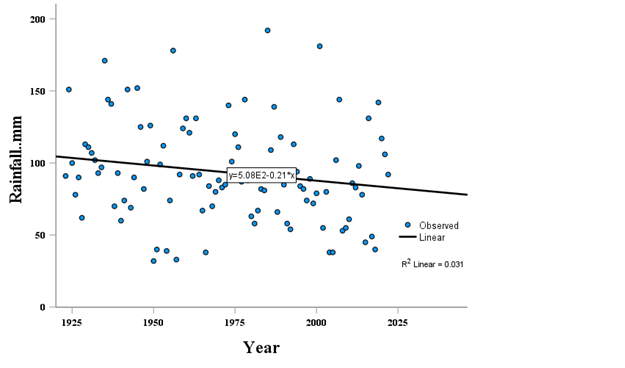 200
150
100
50
0
Rainfall..mm
y=5.08E2-0.21*x
Observed
Linear
R² Linear = 0.031
1925 1950 1975 2000 2025
Year